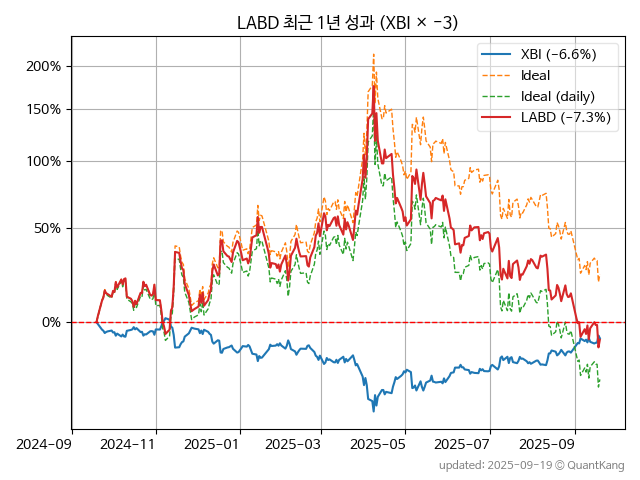 LABD 최근 1년 성과 (XBI × −3)
XBI (−6.6%)
Ideal
Ideal (daily)
LABD (−7.3%)
200%
150%
100%
50%
0%
2024-09 2024-11 2025-01 2025-03 2025-05 2025-07 2025-09
updated: 2025-09-19 © QuantKang